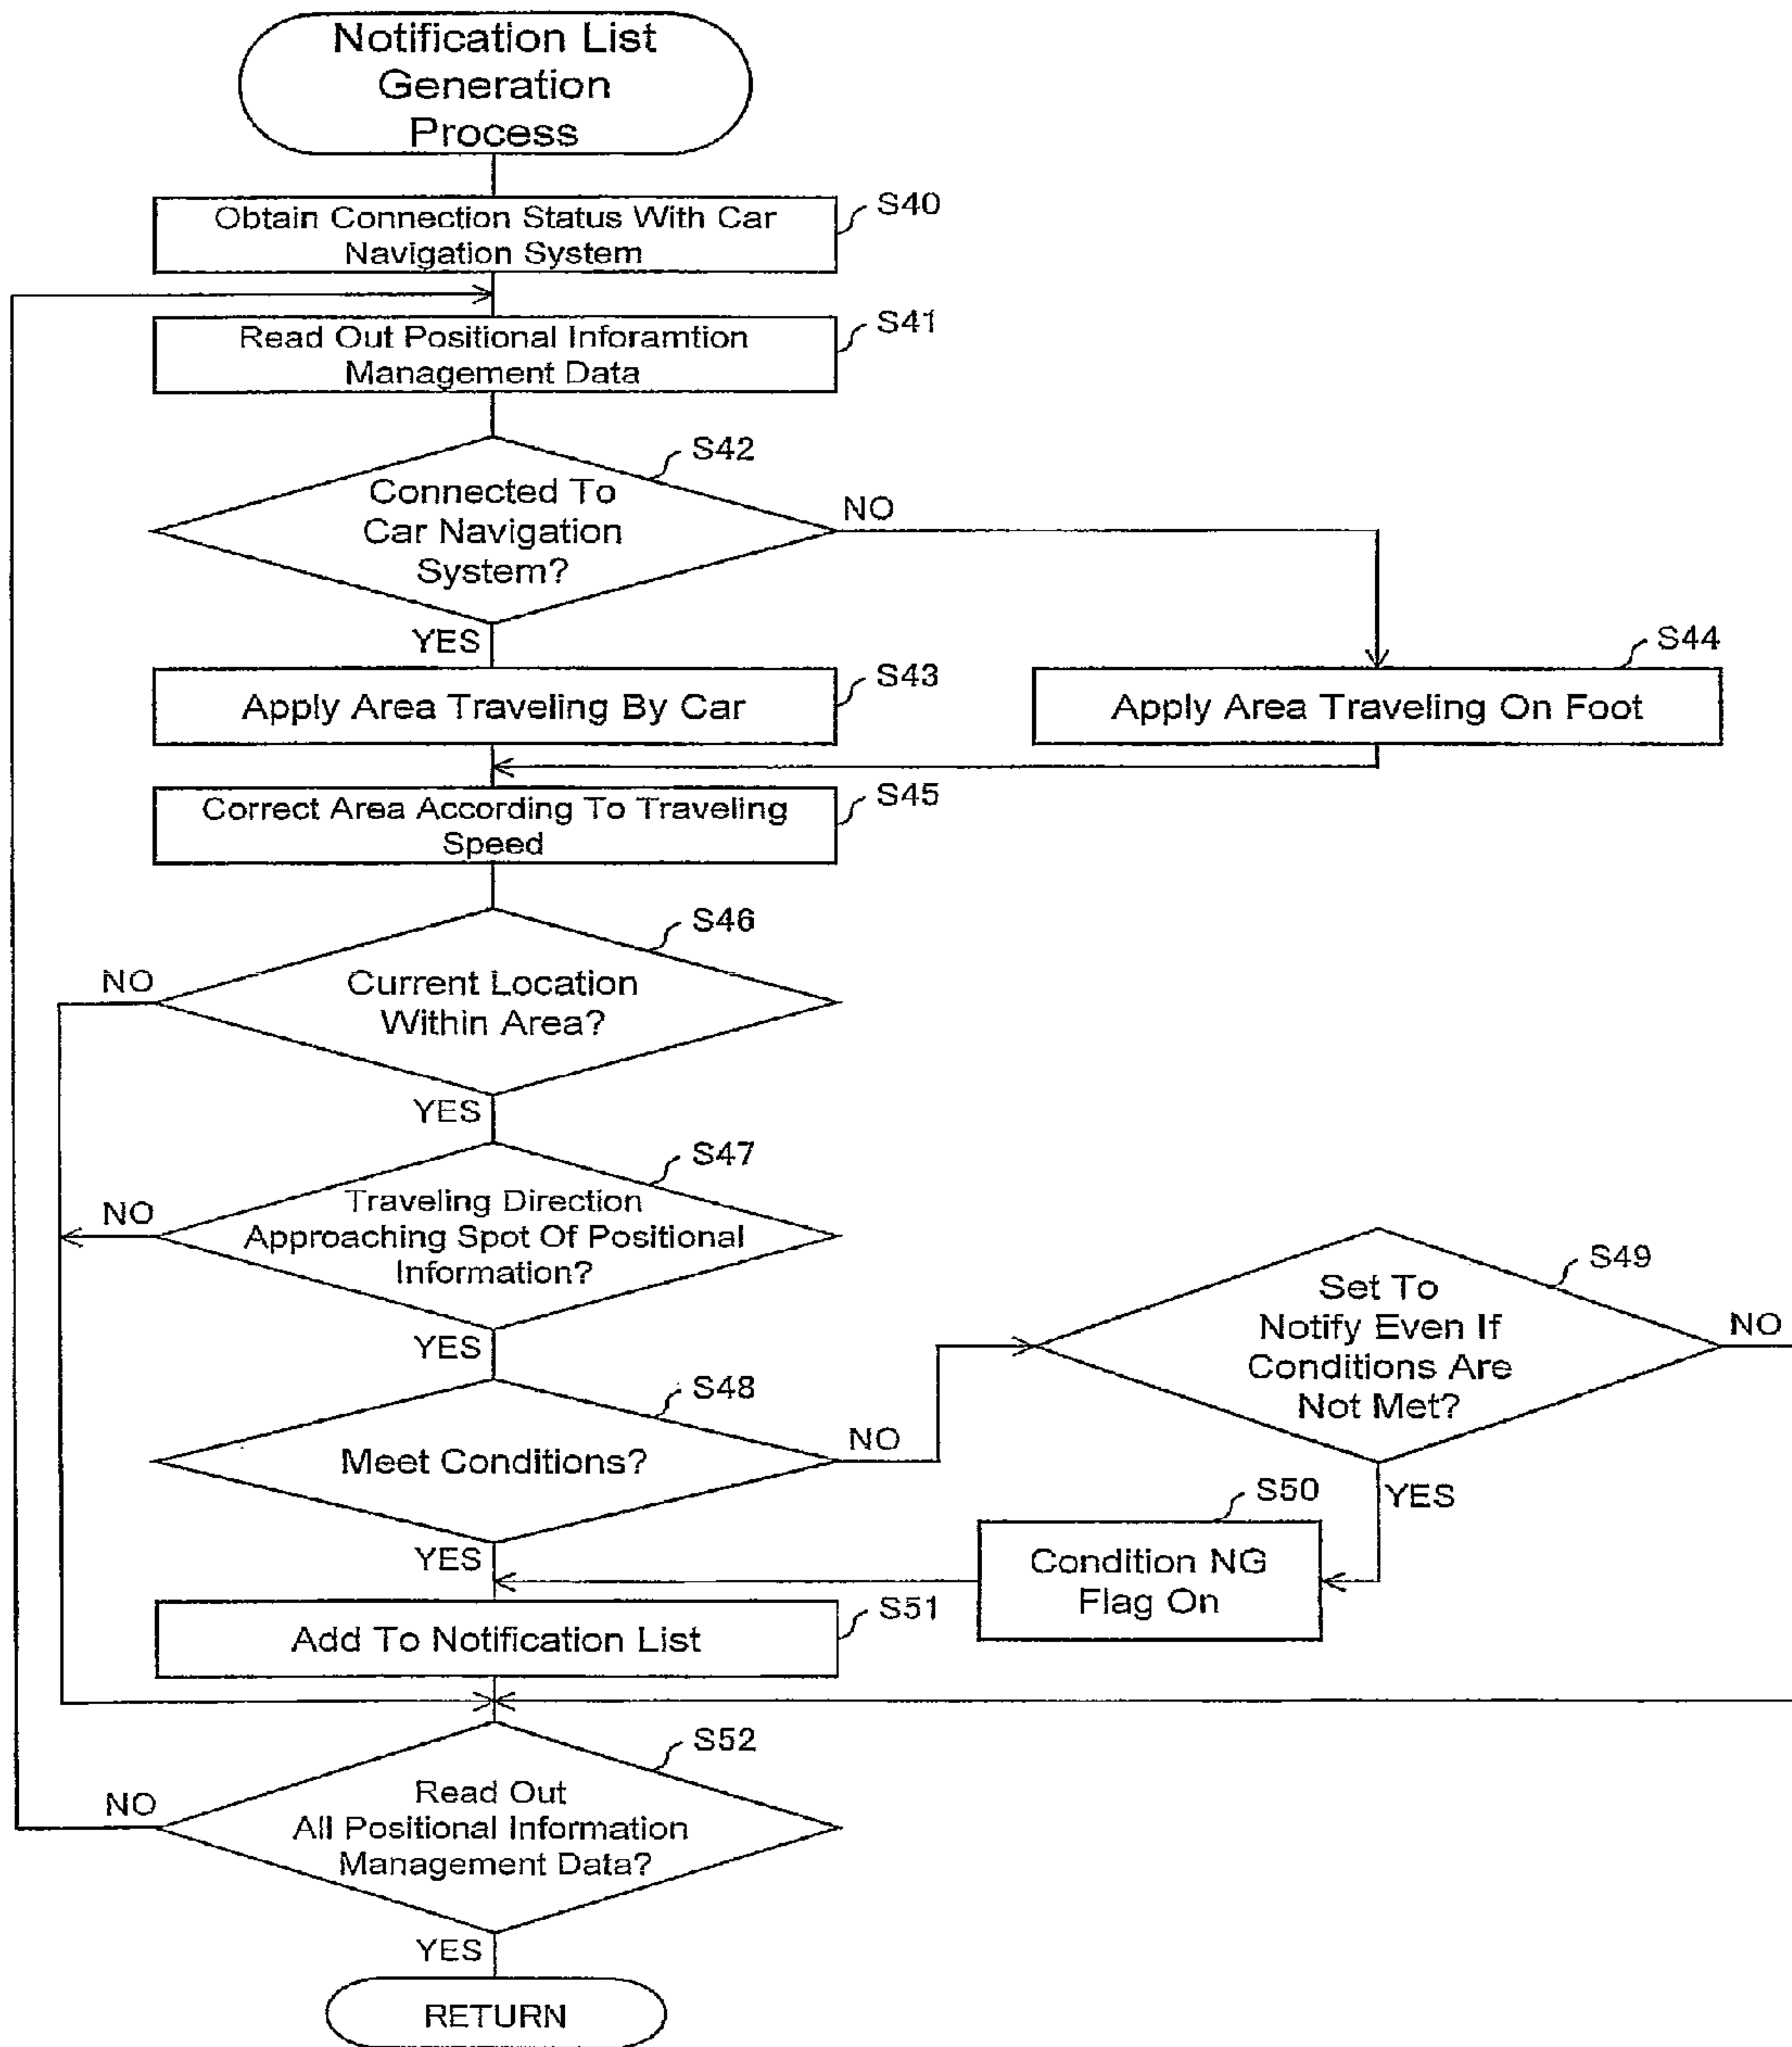 Notification List
Generation
Process
Obtain Connection Status With Car
Navigation System
S40
Read Out Positional Inforamtion
Management Data
S41
S42
Connected To
Car Navigation
System?
NO
YES
S43
Apply Area Traveling By Car
S44
Apply Area Traveling On Foot
Correct Area According To Traveling
Speed
S45
S46
Current Location
Within Area?
NO
YES
S47
Traveling Direction
Approaching Spot Of Positional
Information?
NO
YES
S48
Meet Conditions?
NO
YES
S49
Set To
Notify Even If
Conditions Are
Not Met?
NO
YES
S50
Condition NG
Flag On
S51
Add To Notification List
S52
Read Out
All Positional Information
Management Data?
NO
YES
RETURN